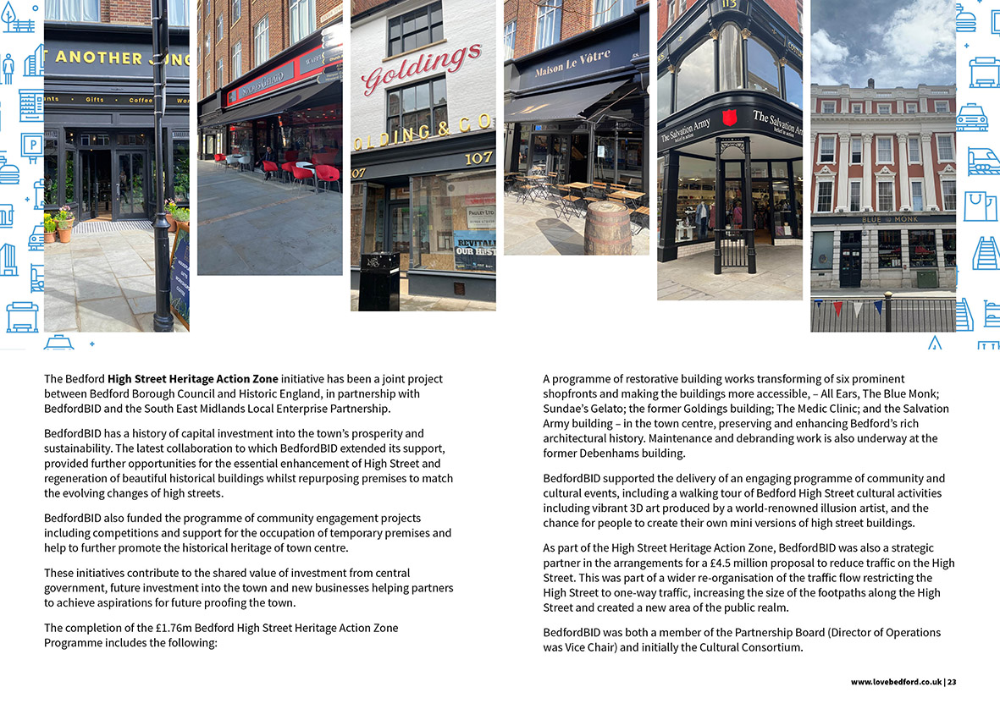 T ANOTHER JUNG
ants • Gifts • Coffee • Wor
SUNDAES GELATO
Goldings
OLDING & CO
107
07
PAULEY LTD
REVITALI
OUR HIST
Maison Le Vôtre
88
113
The Salvation Army
belief in action
The Salvation Arm
belief in action
BLUE MONK
P
The Bedford High Street Heritage Action Zone initiative has been a joint project
between Bedford Borough Council and Historic England, in partnership with
BedfordBID and the South East Midlands Local Enterprise Partnership.
BedfordBID has a history of capital investment into the town’s prosperity and
sustainability. The latest collaboration to which BedfordBID extended its support,
provided further opportunities for the essential enhancement of High Street and
regeneration of beautiful historical buildings whilst repurposing premises to match
the evolving changes of high streets.
BedfordBID also funded the programme of community engagement projects
including competitions and support for the occupation of temporary premises and
help to further promote the historical heritage of town centre.
These initiatives contribute to the shared value of investment from central
government, future investment into the town and new businesses helping partners
to achieve aspirations for future proofing the town.
The completion of the £1.76m Bedford High Street Heritage Action Zone
Programme includes the following:
A programme of restorative building works transforming of six prominent
shopfronts and making the buildings more accessible, – All Ears, The Blue Monk;
Sundae’s Gelato; the former Goldings building; The Medic Clinic; and the Salvation
Army building – in the town centre, preserving and enhancing Bedford’s rich
architectural history. Maintenance and debranding work is also underway at the
former Debenhams building.
BedfordBID supported the delivery of an engaging programme of community and
cultural events, including a walking tour of Bedford High Street cultural activities
including vibrant 3D art produced by a world-renowned illusion artist, and the
chance for people to create their own mini versions of high street buildings.
As part of the High Street Heritage Action Zone, BedfordBID was also a strategic
partner in the arrangements for a £4.5 million proposal to reduce traffic on the High
Street. This was part of a wider re-organisation of the traffic flow restricting the
High Street to one-way traffic, increasing the size of the footpaths along the High
Street and created a new area of the public realm.
BedfordBID was both a member of the Partnership Board (Director of Operations
was Vice Chair) and initially the Cultural Consortium.
www.lovebedford.co.uk | 23